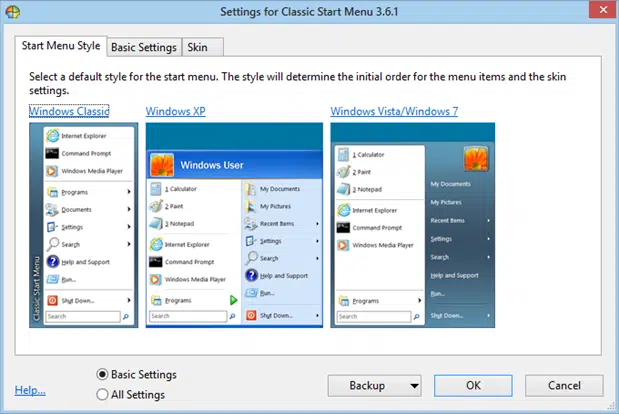 Settings for Classic Start Menu 3.6.1
Start Menu Style
Basic Settings
Skin
Select a default style for the start menu. The style will determine the initial order for the menu items and the skin
settings.
Windows Classic
Windows XP
Windows Vista/Windows 7
Classic Start Menu
Internet Explorer
Command Prompt
Windows Media Player
Programs
Documents
Settings
Search
Help and Support
Run...
Shut Down...
Search
Windows User
1 Calculator
2 Paint
3 Notepad
Internet Explorer
Command Prompt
Windows Media Player
Programs
Search
My Documents
My Pictures
Recent Items
Settings
Search
Help and Support
Run...
Shut Down...
1 Calculator
2 Paint
3 Notepad
Internet Explorer
Command Prompt
Windows Media Player
Programs
Search
My Documents
My Pictures
Recent Items
Settings
Search
Help and Support
Run...
Shut Down...
Help...
Basic Settings
All Settings
Backup
OK
Cancel